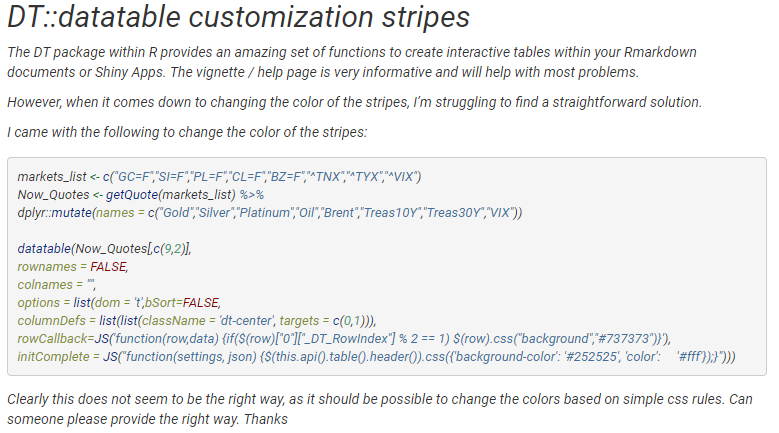 DT::datatable customization stripes
The DT package within R provides an amazing set of functions to create interactive tables within your Rmarkdown
documents or Shiny Apps. The vignette / help page is very informative and will help with most problems.
However, when it comes down to changing the color of the stripes, I'm struggling to find a straightforward solution.
I came with the following to change the color of the stripes:
markets_list <- c("GC=F","SI=F","PL=F","CL=F","BZ=F","^TNX","^TYX","^VIX")
Now_Quotes <- getQuote(markets_list) %>%
dplyr::mutate(names = c("Gold","Silver","Platinum","Oil","Brent","Treas10Y","Treas30Y","VIX"))
datatable(Now_Quotes[,c(9,2)],
rownames = FALSE,
colnames = "",
options = list(dom = 't',bSort=FALSE,
columnDefs = list(list(className = 'dt-center', targets = c(0,1))),
rowCallback=JS('function(row,data) {if($(row)["0"]["_DT_RowIndex"] % 2 == 1) $(row).css("background","#737373")}'),
initComplete = JS("function(settings, json) {$(this.api().table().header()).css({'background-color': '#252525', 'color': '#fff'});}")))
Clearly this does not seem to be the right way, as it should be possible to change the colors based on simple css rules. Can
someone please provide the right way. Thanks